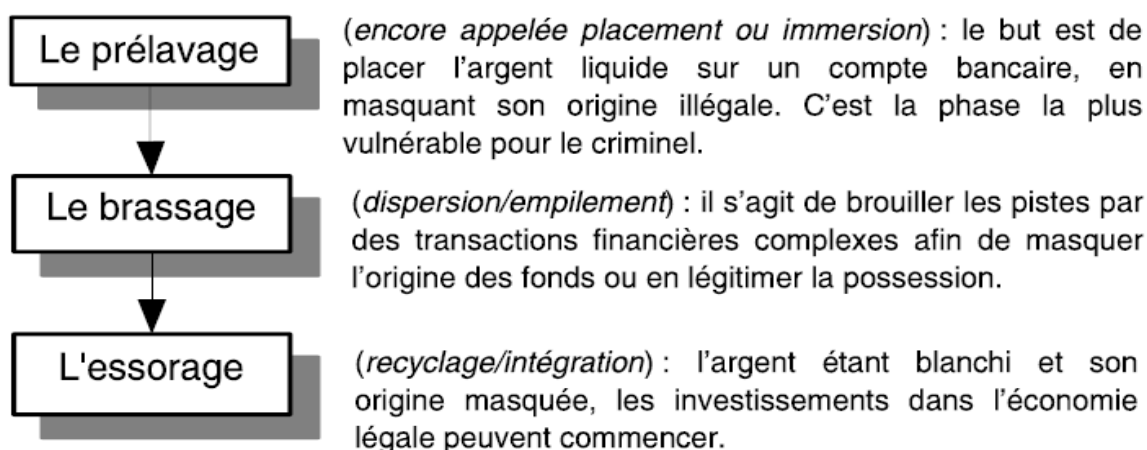 Le prélavage
(encore appelée placement ou immersion) : le but est de
placer l'argent liquide sur un compte bancaire, en
masquant son origine illégale. C'est la phase la plus
vulnérable pour le criminel.
Le brassage
(dispersion/empilement) : il s'agit de brouiller les pistes par
des transactions financières complexes afin de masquer
l'origine des fonds ou en légitimer la possession.
L'essorage
(recyclage/intégration) : l'argent étant blanchi et son
origine masquée, les investissements dans l'économie
légale peuvent commencer.